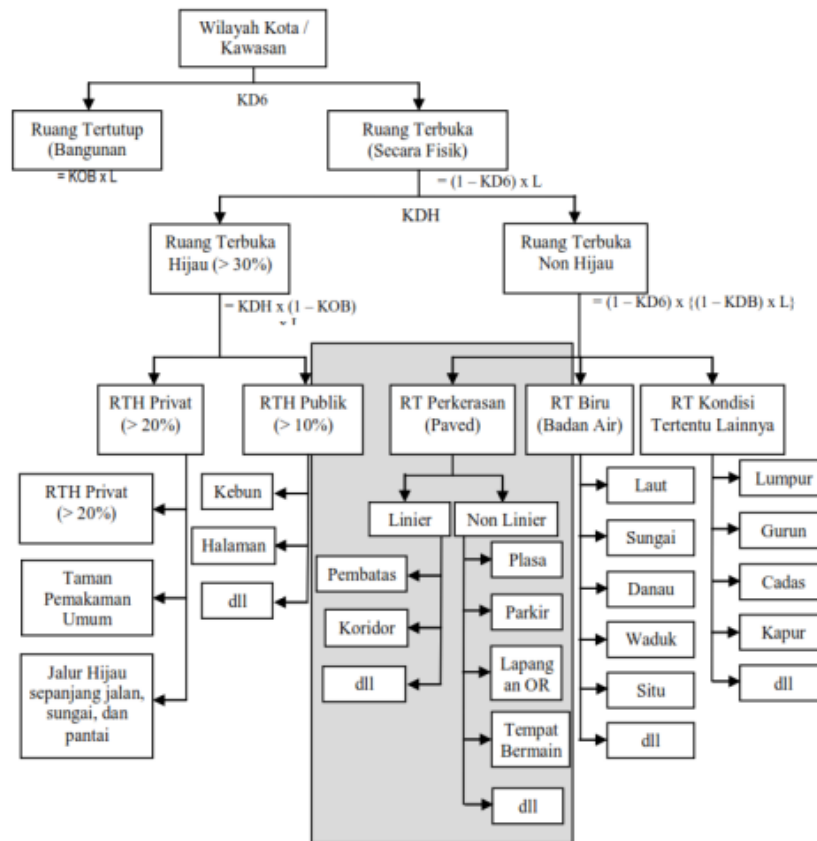 Wilayah Kota /
Kawasan
KD6
Ruang Tertutup
(Bangunan
= KOB x L
Ruang Terbuka
(Secara Fisik)
= (1 – KD6) x L
KDH
Ruang Terbuka
Hijau (> 30%)
= KDH x (1 – KOB)
x L
Ruang Terbuka
Non Hijau
= (1 – KD6) x {(1 – KDB) x L}
RTH Privat
(> 20%)
RTH Publik
(> 10%)
RT Perkerasan
(Paved)
RT Biru
(Badan Air)
RT Kondisi
Tertentu Lainnya
RTH Privat
(> 20%)
Taman
Pemakaman
Umum
Jalur Hijau
sepanjang jalan,
sungai, dan
pantai
Kebun
Halaman
dll
Linier
Non Linier
Pembatas
Koridor
dll
Plasa
Parkir
Lapang
an OR
Tempat
Bermain
dll
Laut
Sungai
Danau
Waduk
Situ
dll
Lumpur
Gurun
Cadas
Kapur
dll